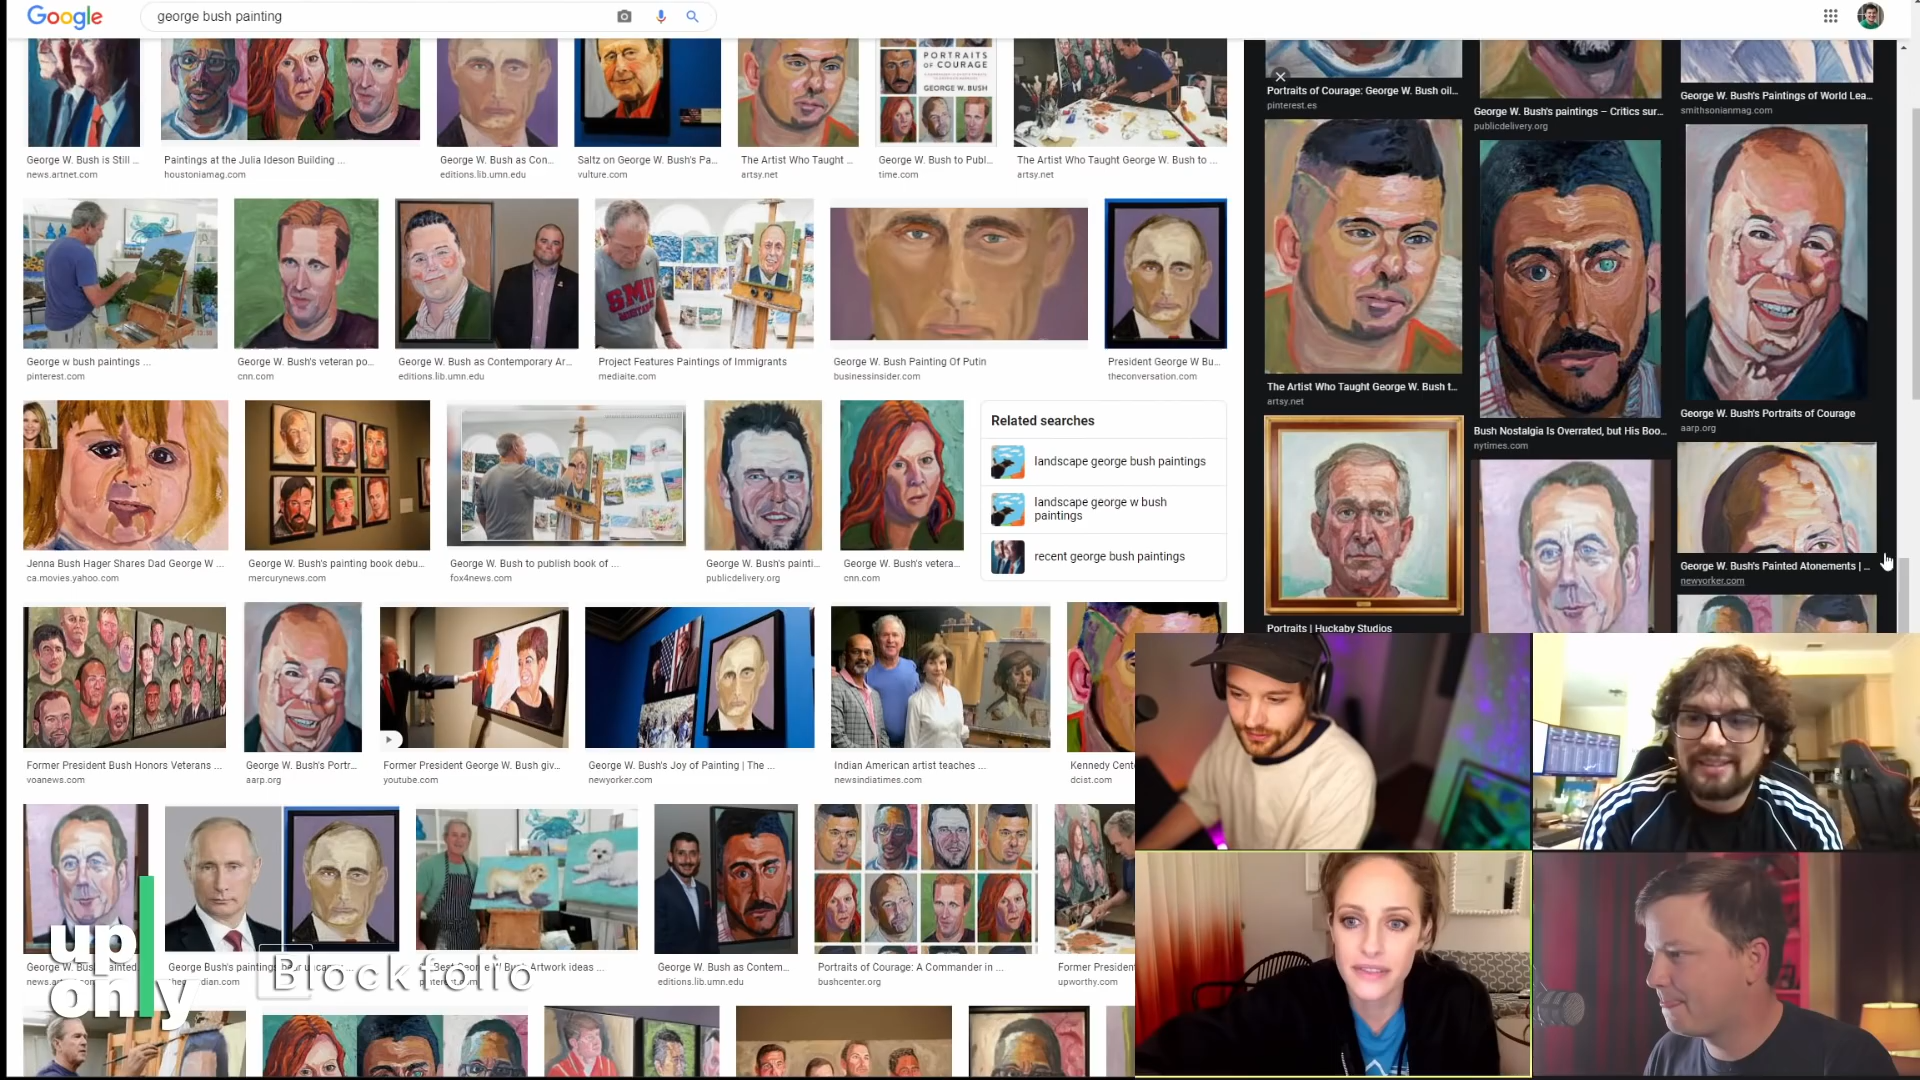 Google
george bush painting
George W. Bush is Still ...
news.artnet.com
Paintings at the Julia Ideson Building ...
houstoniamag.com
George W. Bush as Con...
editions.lib.umn.edu
Saltz on George W. Bush's Pa...
vulture.com
The Artist Who Taught ...
artsy.net
PORTRAITS
OF COURAGE
GEORGE W. BUSH
George W. Bush to Publ...
time.com
The Artist Who Taught George W. Bush to ...
artsy.net
George w bush paintings ...
pinterest.com
George W. Bush's veteran po...
cnn.com
George W. Bush as Contemporary Ar...
editions.lib.umn.edu
SMU
MUSTANGS
Project Features Paintings of Immigrants
mediaite.com
George W. Bush Painting Of Putin
businessinsider.com
President George W Bu...
theconversation.com
Jenna Bush Hager Shares Dad George W ...
ca.movies.yahoo.com
George W. Bush's painting book debu...
mercurynews.com
George W. Bush to publish book of ...
fox4news.com
George W. Bush's painti...
publicdelivery.org
George W. Bush's vetera...
cnn.com
Related searches
landscape george bush paintings
landscape george w bush
paintings
recent george bush paintings
Former President Bush Honors Veterans ...
voanews.com
George W. Bush's Portr...
aarp.org
Former President George W. Bush giv...
youtube.com
George W. Bush's Joy of Painting | The ...
newyorker.com
Indian American artist teaches ...
newsindiatimes.com
Kennedy Cent
dcist.com
George W. Bush as Contem...
editions.lib.umn.edu
Portraits of Courage: A Commander in ...
bushcenter.org
Former President
upworthy.com
Portraits of Courage: George W. Bush oil...
pinterest.es
George W. Bush's paintings – Critics sur...
publicdelivery.org
George W. Bush's Paintings of World Lea...
smithsonianmag.com
The Artist Who Taught George W. Bush t...
artsy.net
Bush Nostalgia Is Overrated, but His Boo...
nytimes.com
George W. Bush's Portraits of Courage
aarp.org
George W. Bush's Painted Atonements | ...
newyorker.com
Portraits | Huckaby Studios
up
only
Blockfolio